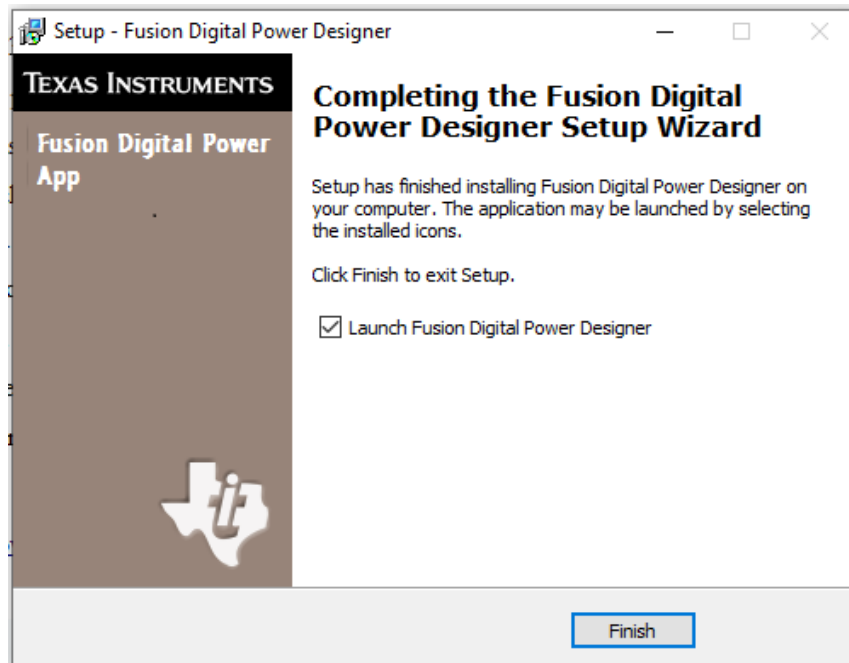 Setup - Fusion Digital Power Designer
TEXAS INSTRUMENTS
Fusion Digital Power
App
Completing the Fusion Digital
Power Designer Setup Wizard
Setup has finished installing Fusion Digital Power Designer on
your computer. The application may be launched by selecting
the installed icons.
Click Finish to exit Setup.
Launch Fusion Digital Power Designer
ti
Finish